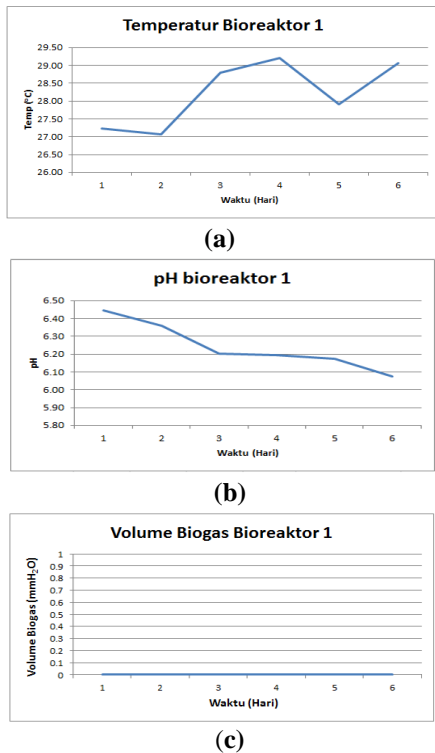 Temperatur Bioreaktor 1
Temp (°C)
29.50
29.00
28.50
28.00
27.50
27.00
26.50
26.00
1 2 3 4 5 6
Waktu (Hari)
(a)
pH bioreaktor 1
pH
6.50
6.40
6.30
6.20
6.10
6.00
5.90
5.80
1 2 3 4 5 6
Waktu (Hari)
(b)
Volume Biogas Bioreaktor 1
Volume Biogas (mmH₂O)
1
0.9
0.8
0.7
0.6
0.5
0.4
0.3
0.2
0.1
0
1 2 3 4 5 6
Waktu (Hari)
(c)